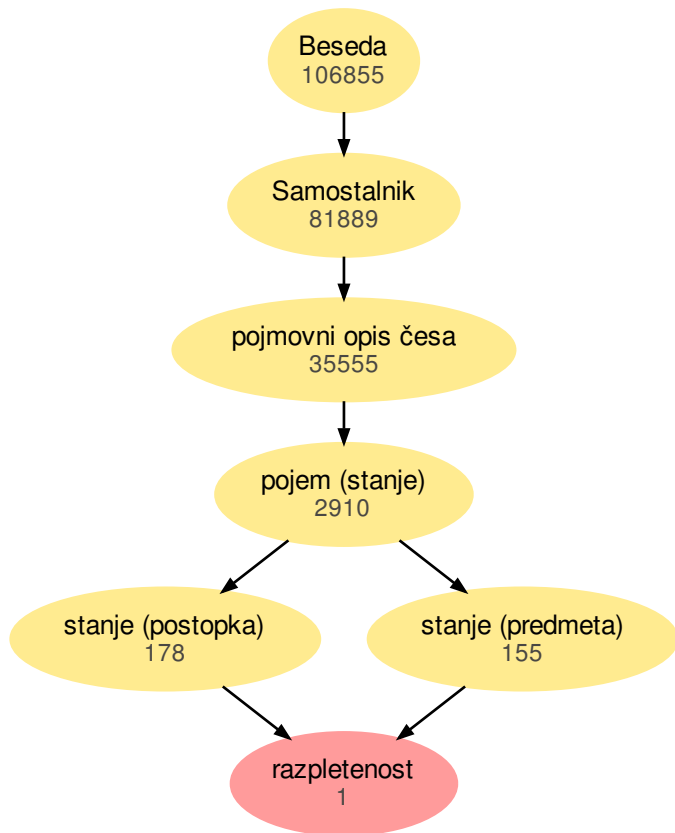 Beseda
106855
Samostalnik
81889
pojmovni opis česa
35555
pojem (stanje)
2910
stanje (postopka)
178
stanje (predmeta)
155
razpletenost
1